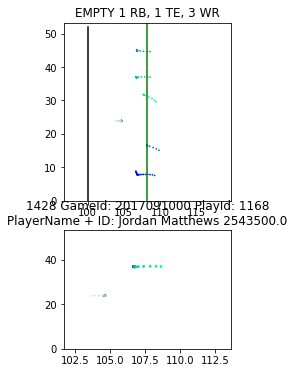 EMPTY 1 RB, 1 TE, 3 WR
50
40
30
20
10
0
100 105 110 115
1428 GameId: 2017091000 PlayId: 1168
PlayerName + ID: Jordan Matthews 2543500.0
40
20
0
102.5 105.0 107.5 110.0 112.5